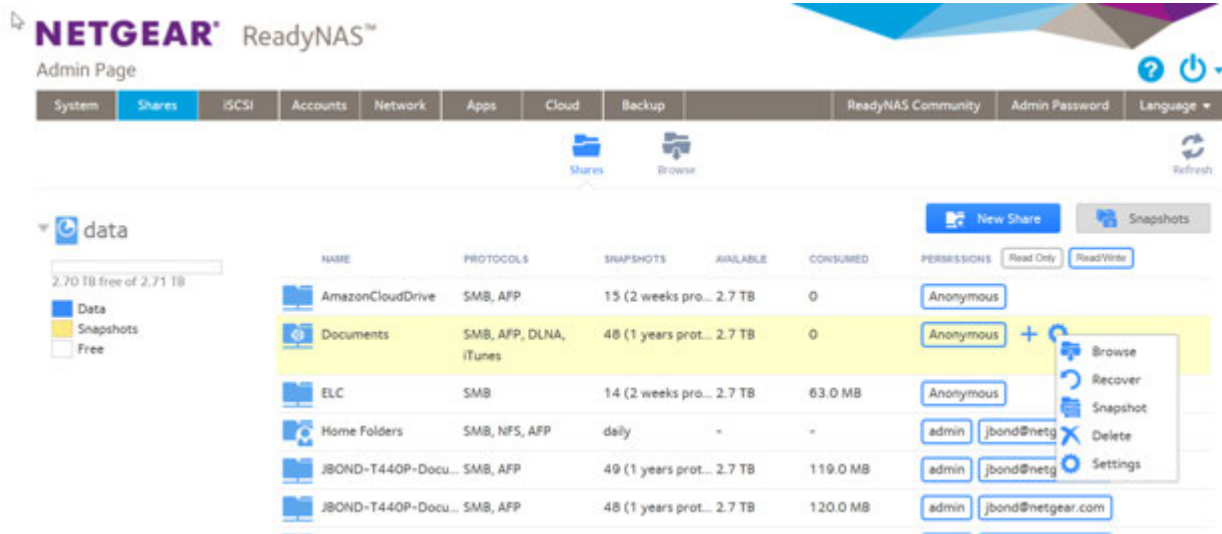 NETGEAR® ReadyNAS™
Admin Page
System Shares iSCSI Accounts Network Apps Cloud Backup ReadyNAS Community Admin Password Language
Shares Browse Refresh
data
New Share Snapshots
NAME PROTOCOLS SNAPSHOTS AVAILABLE CONSUMED PERMISSIONS Read Only Read/Write
2.70 TB free of 2.71 TB
Data
Snapshots
Free
AmazonCloudDrive SMB, AFP 15 (2 weeks pro... 2.7 TB 0 Anonymous
Documents SMB, AFP, DLNA, 48 (1 years prot... 2.7 TB 0 Anonymous
iTunes
Browse
Recover
Snapshot
Delete
Settings
ELC SMB 14 (2 weeks pro... 2.7 TB 63.0 MB Anonymous
Home Folders SMB, NFS, AFP daily - - admin jbond@netg
JBOND-T440P-Docu... SMB, AFP 49 (1 years prot... 2.7 TB 119.0 MB admin jbond@netg
JBOND-T440P-Docu... SMB, AFP 48 (1 years prot... 2.7 TB 120.0 MB admin jbond@netgear.com